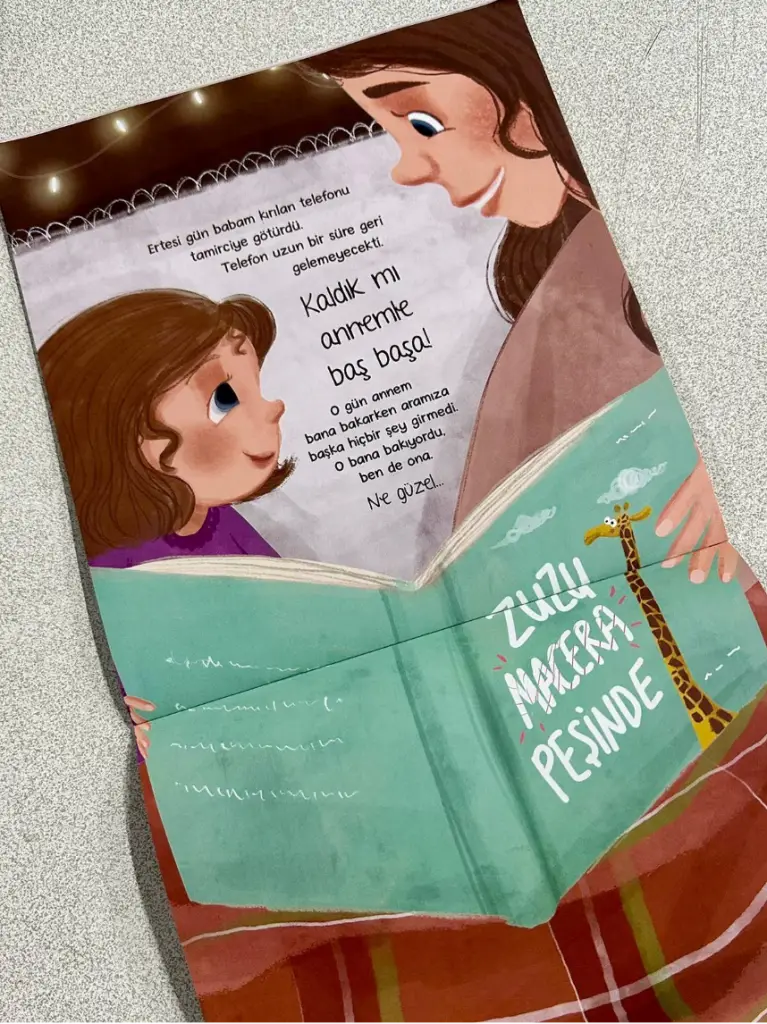 Ertesi gün babam kırılan telefonu
tamirciye götürdü.
Telefon uzun bir süre geri
gelemeyecekti.
Kaldık mı
annemle
baş başa!
O gün annem
bana bakarken aramıza
başka hiçbir şey girmedi.
O bana bakıyordu,
ben de ona.
Ne güzel...
ZUZU
MACERA
PEŞİNDE